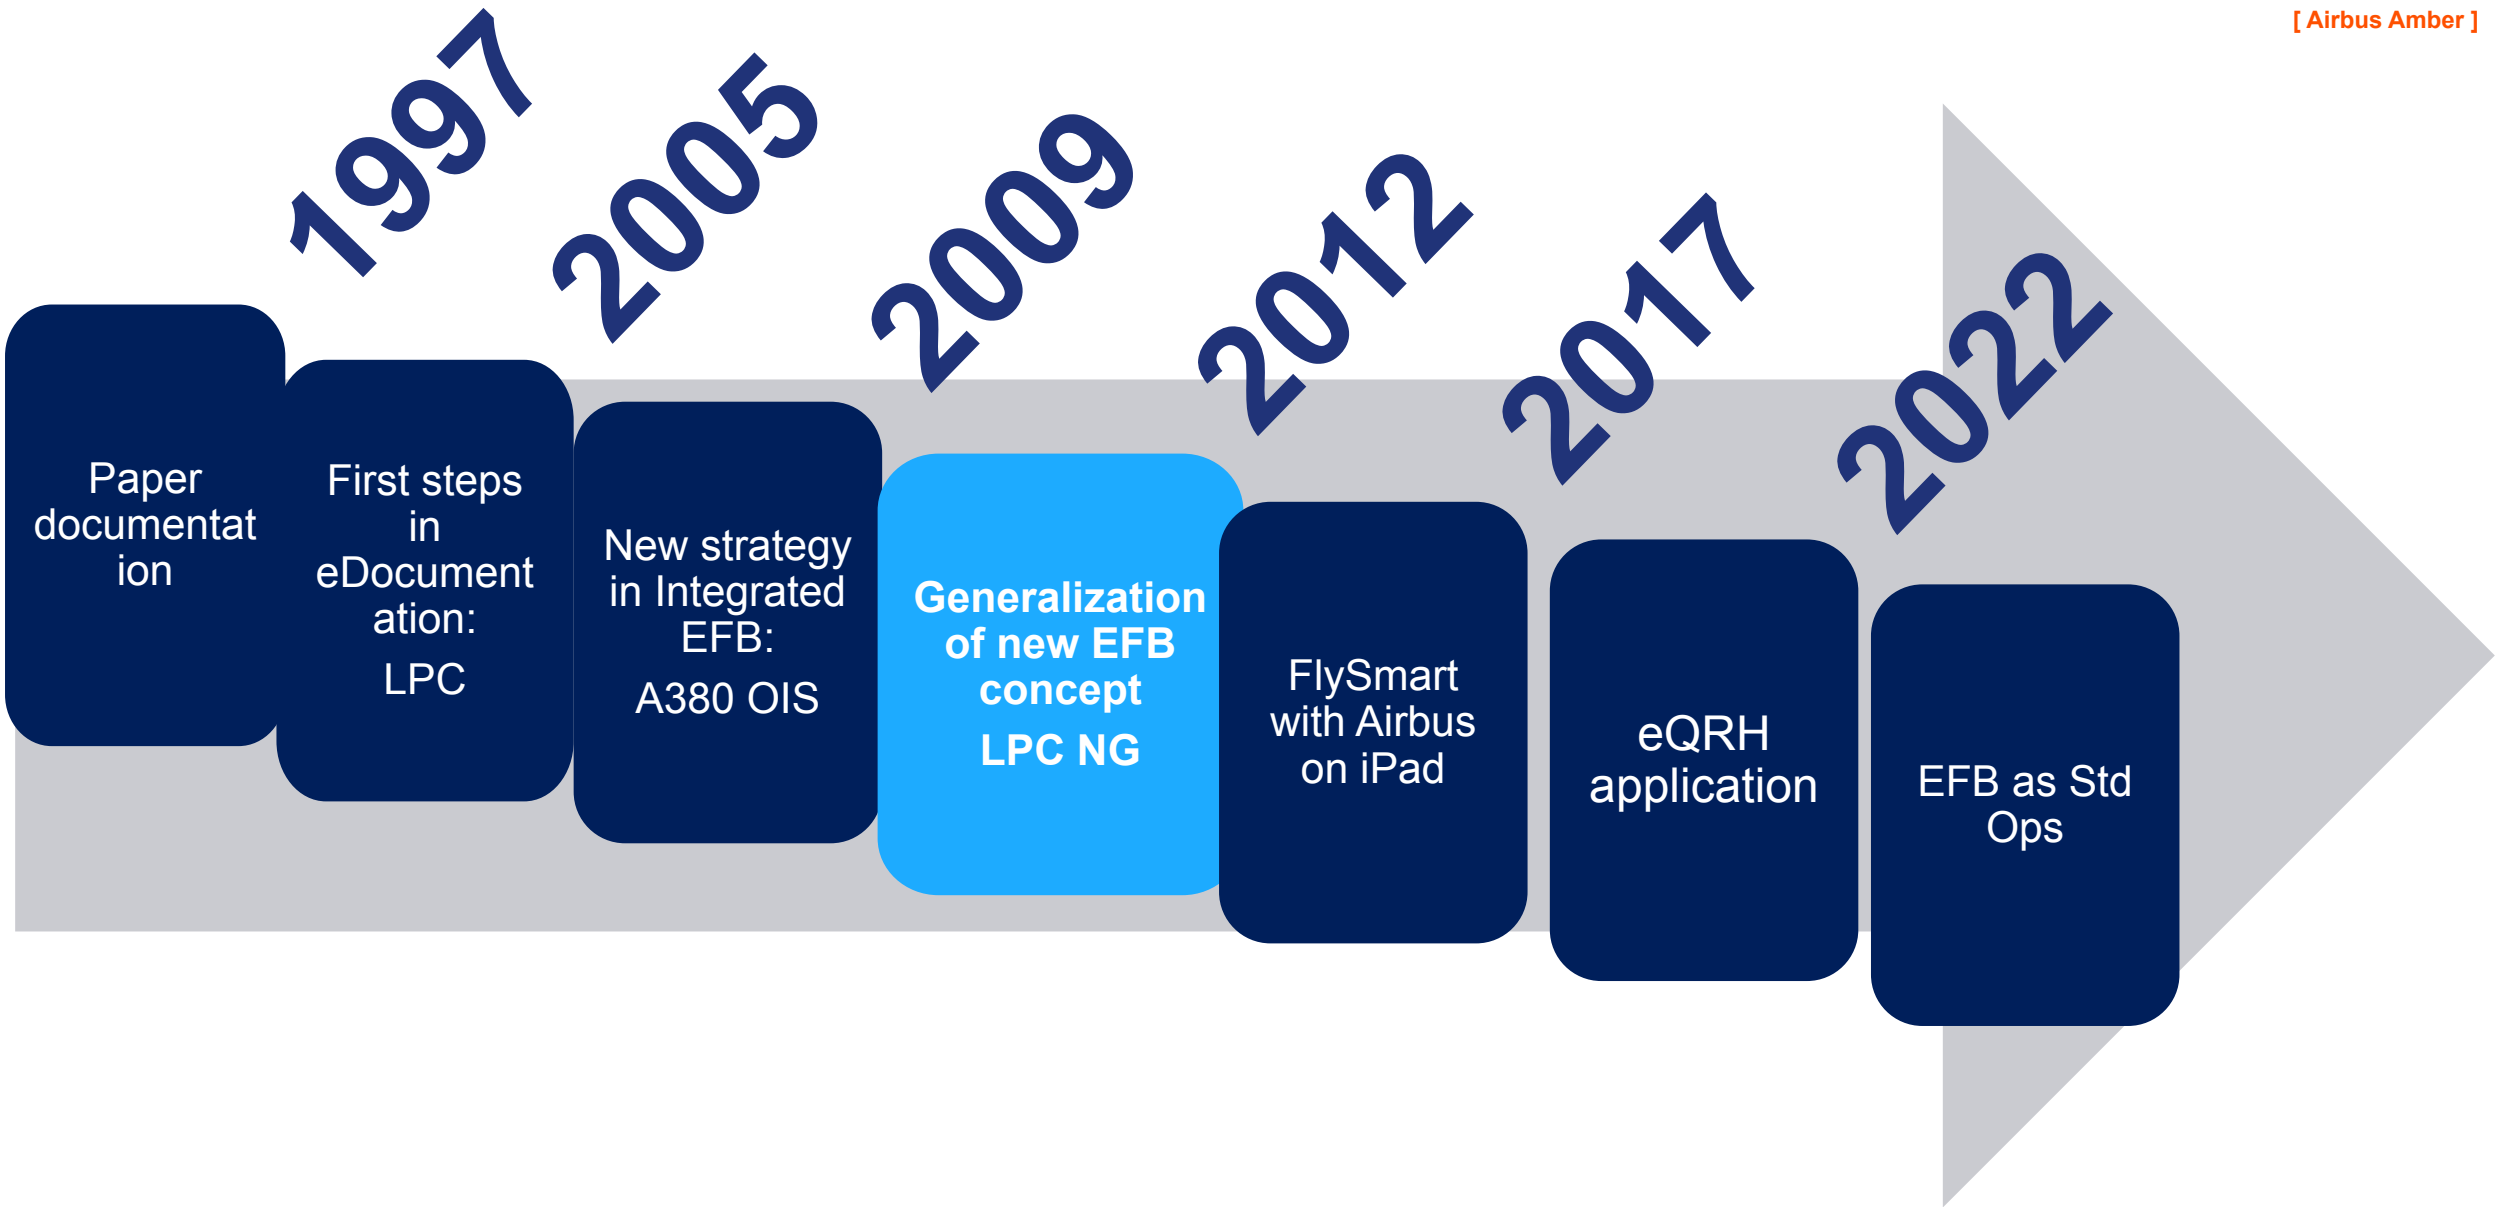 [ Airbus Amber ]
1997
2005
2009
2012
2017
2022
Paper
documentat
ion
First steps
in
eDocument
ation:
LPC
New strategy
in Integrated
EFB:
A380 OIS
Generalization
of new EFB
concept
LPC NG
FlySmart
with Airbus
on iPad
eQRH
application
EFB as Std
Ops